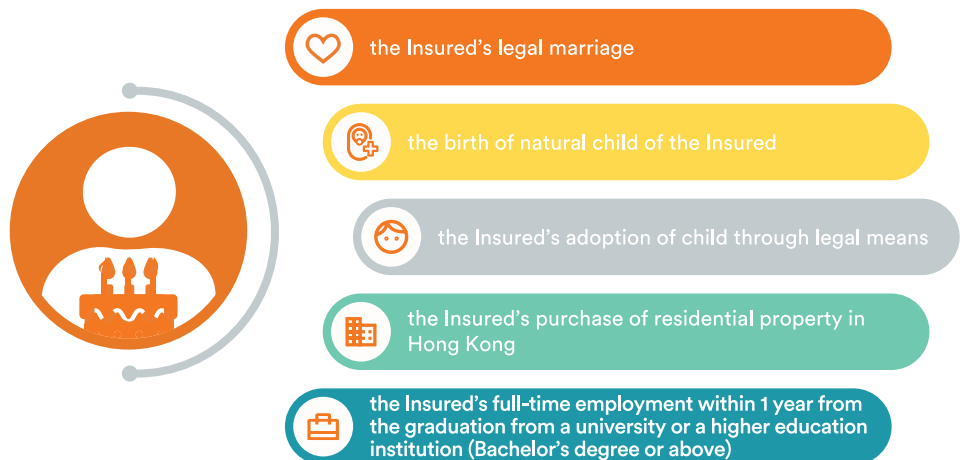 the Insured’s legal marriage
the birth of natural child of the Insured
the Insured’s adoption of child through legal means
the Insured’s purchase of residential property in
Hong Kong
the Insured’s full-time employment within 1 year from
the graduation from a university or a higher education
institution (Bachelor’s degree or above)